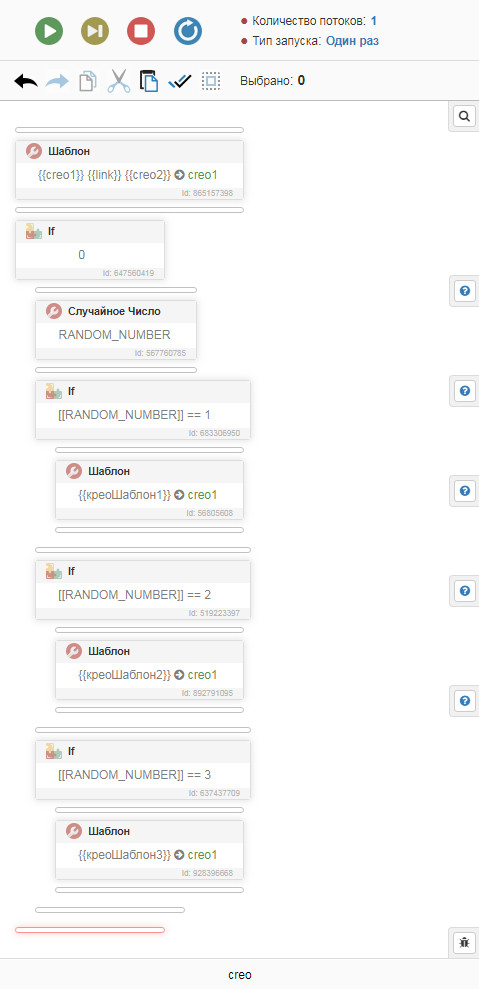 Количество потоков: 1
Тип запуска: Один раз
Выбрано: 0
Шаблон
{{creo1}} {{link}} {{creo2}} creo1
Id: 865157398
If
0
Id: 647560419
Случайное Число
RANDOM_NUMBER
Id: 567760785
If
[[RANDOM_NUMBER]] == 1
Id: 683306950
Шаблон
{{креоШаблон1}} creo1
Id: 56805608
If
[[RANDOM_NUMBER]] == 2
Id: 519223397
Шаблон
{{креоШаблон2}} creo1
Id: 892791095
If
[[RANDOM_NUMBER]] == 3
Id: 637437709
Шаблон
{{креоШаблон3}} creo1
Id: 928396668
creo